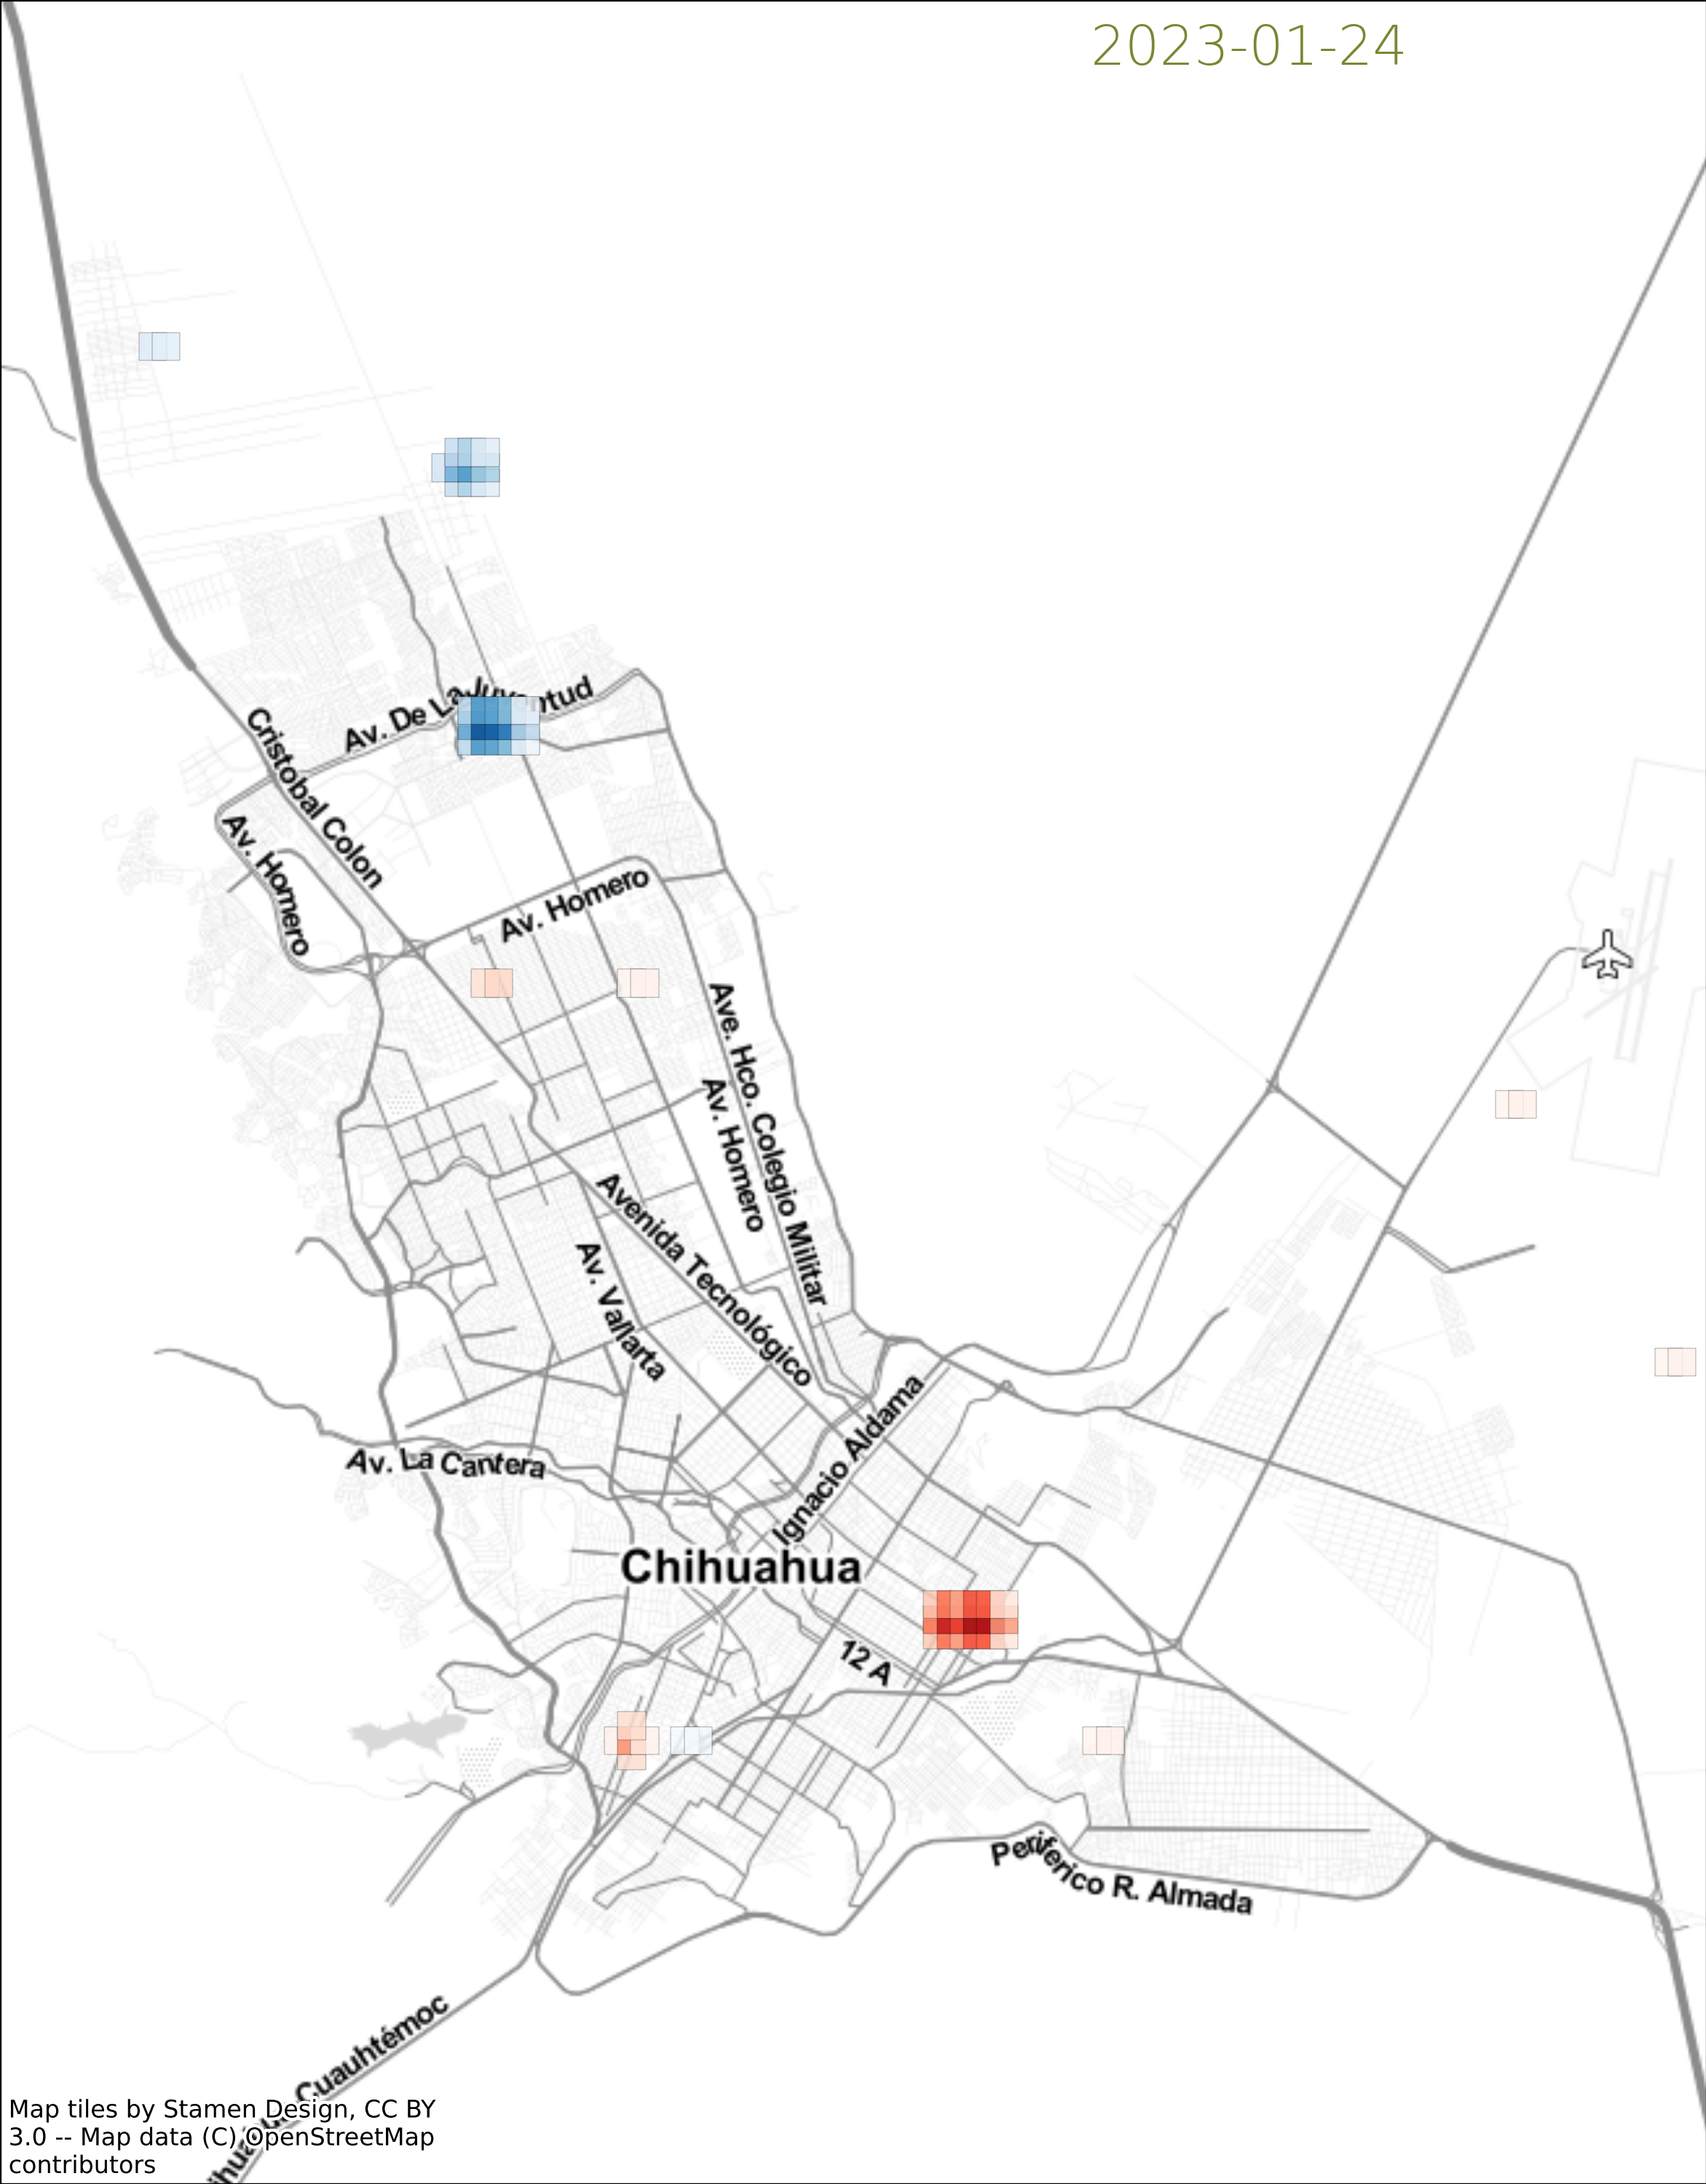 2023-01-24
Av. De La Juventud
Cristobal Colon
Av. Homero
Av. Homero
Ave. Hco. Colegio Militar
Av. Homero
Avenida Tecnológico
Av. Vallarta
Ignacio Aldama
Av. La Cantera
Chihuahua
12 A
Periferico R. Almada
Cuauhtémoc
Map tiles by Stamen Design, CC BY
3.0 -- Map data (C) OpenStreetMap
contributors